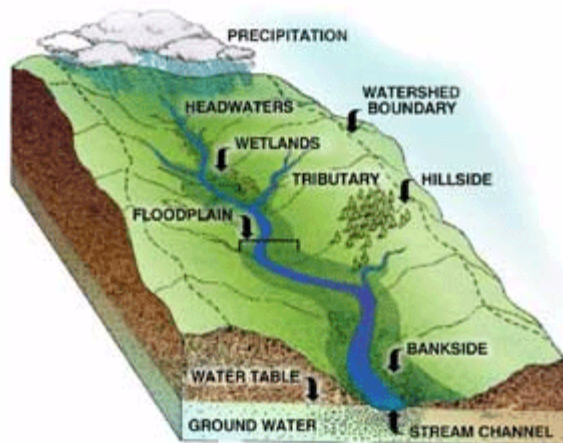 PRECIPITATION
HEADWATERS
WATERSHED
BOUNDARY
WETLANDS
TRIBUTARY
HILLSIDE
FLOODPLAIN
BANKSIDE
WATER TABLE
GROUND WATER
STREAM CHANNEL